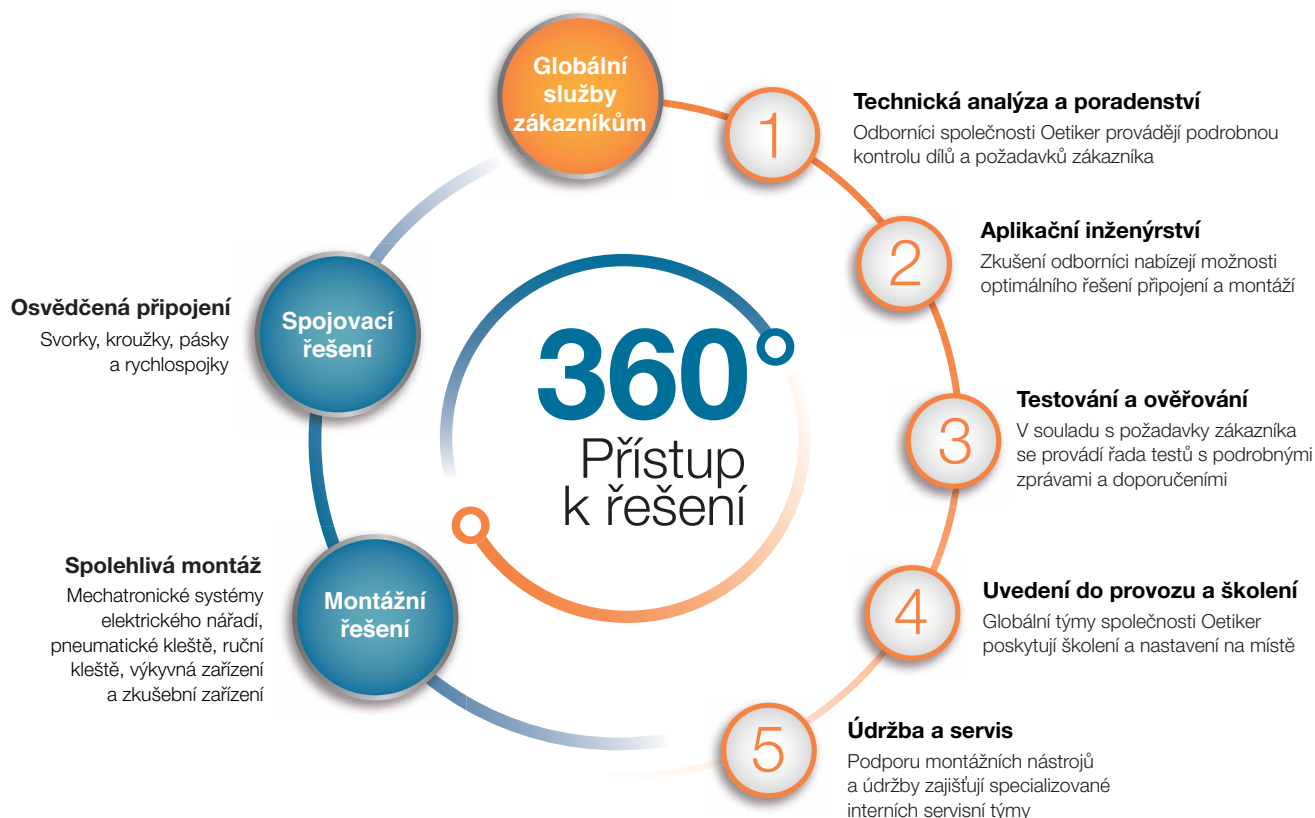 Globální
služby
zákazníkům
1
Technická analýza a poradenství
Odborníci společnosti Oetiker provádějí podrobnou
kontrolu dílů a požadavků zákazníka
2
Aplikační inženýrství
Zkušení odborníci nabízejí možnosti
optimálního řešení připojení a montáží
3
Testování a ověřování
V souladu s požadavky zákazníka
se provádí řada testů s podrobnými
zprávami a doporučeními
4
Uvedení do provozu a školení
Globální týmy společnosti Oetiker
poskytují školení a nastavení na místě
5
Údržba a servis
Podporu montážních nástrojů
a údržby zajišťují specializované
interních servisní týmy
Osvědčená připojení
Svorky, kroužky, pásky
a rychlospojky
Spojovací
řešení
Spolehlivá montáž
Mechatronické systémy
elektrického nářadí,
pneumatické kleště, ruční
kleště, výkyvná zařízení
a zkušební zařízení
Montážní
řešení
360°
Přístup
k řešení